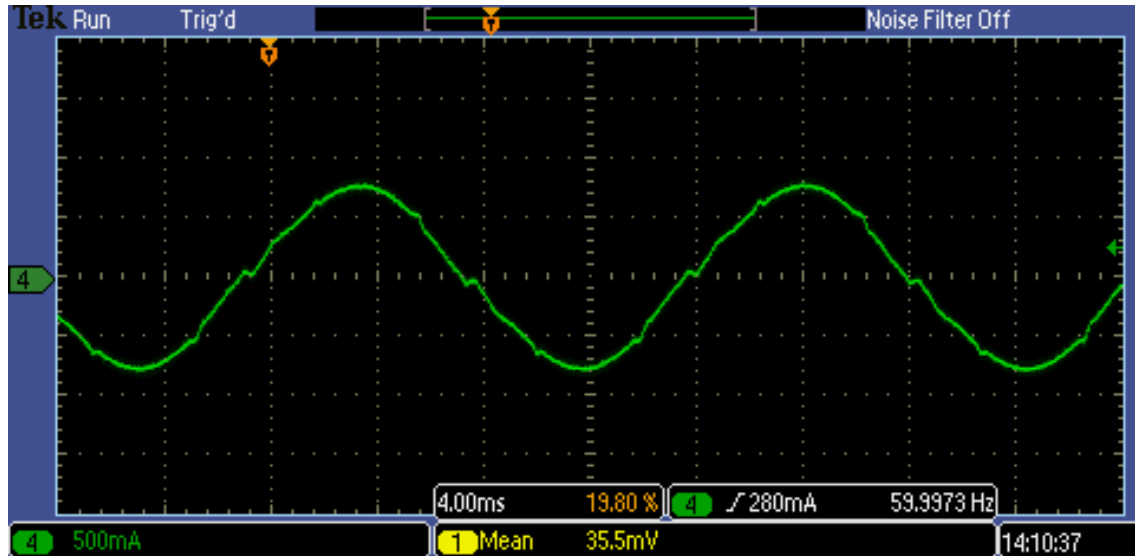 Tek Run Trig'd Noise Filter Off
T
T
4
4.00ms 19.80 % 4 280mA 59.9973 Hz
4 500mA 1 Mean 35.5mV 14:10:37